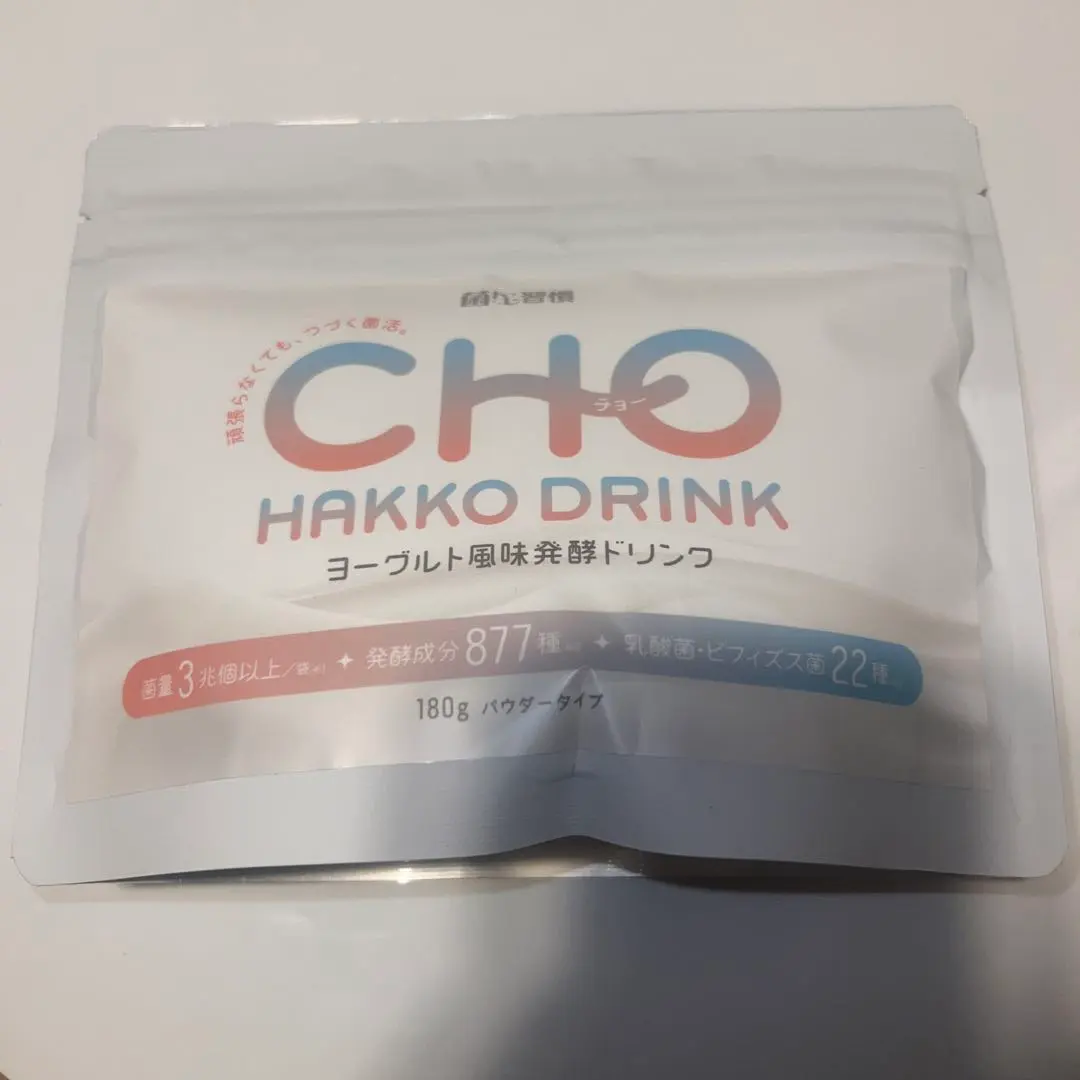 菌ケア習慣
頑張らなくても、つづく菌活。
CHO
チョー
HAKKO DRINK
ヨーグルト風味発酵ドリンク
菌量3兆個以上/袋 ✦ 発酵成分877種 ✦ 乳酸菌・ビフィズス菌22種
180g パウダータイプ